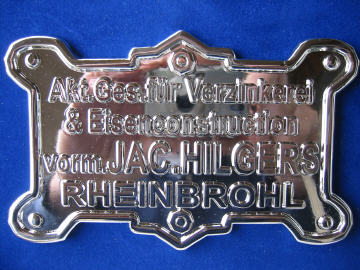 Akt.Ges.für Verzinkerei
& Eisenconstruction
vorm.JAC.HILGERS
RHEINBROHL